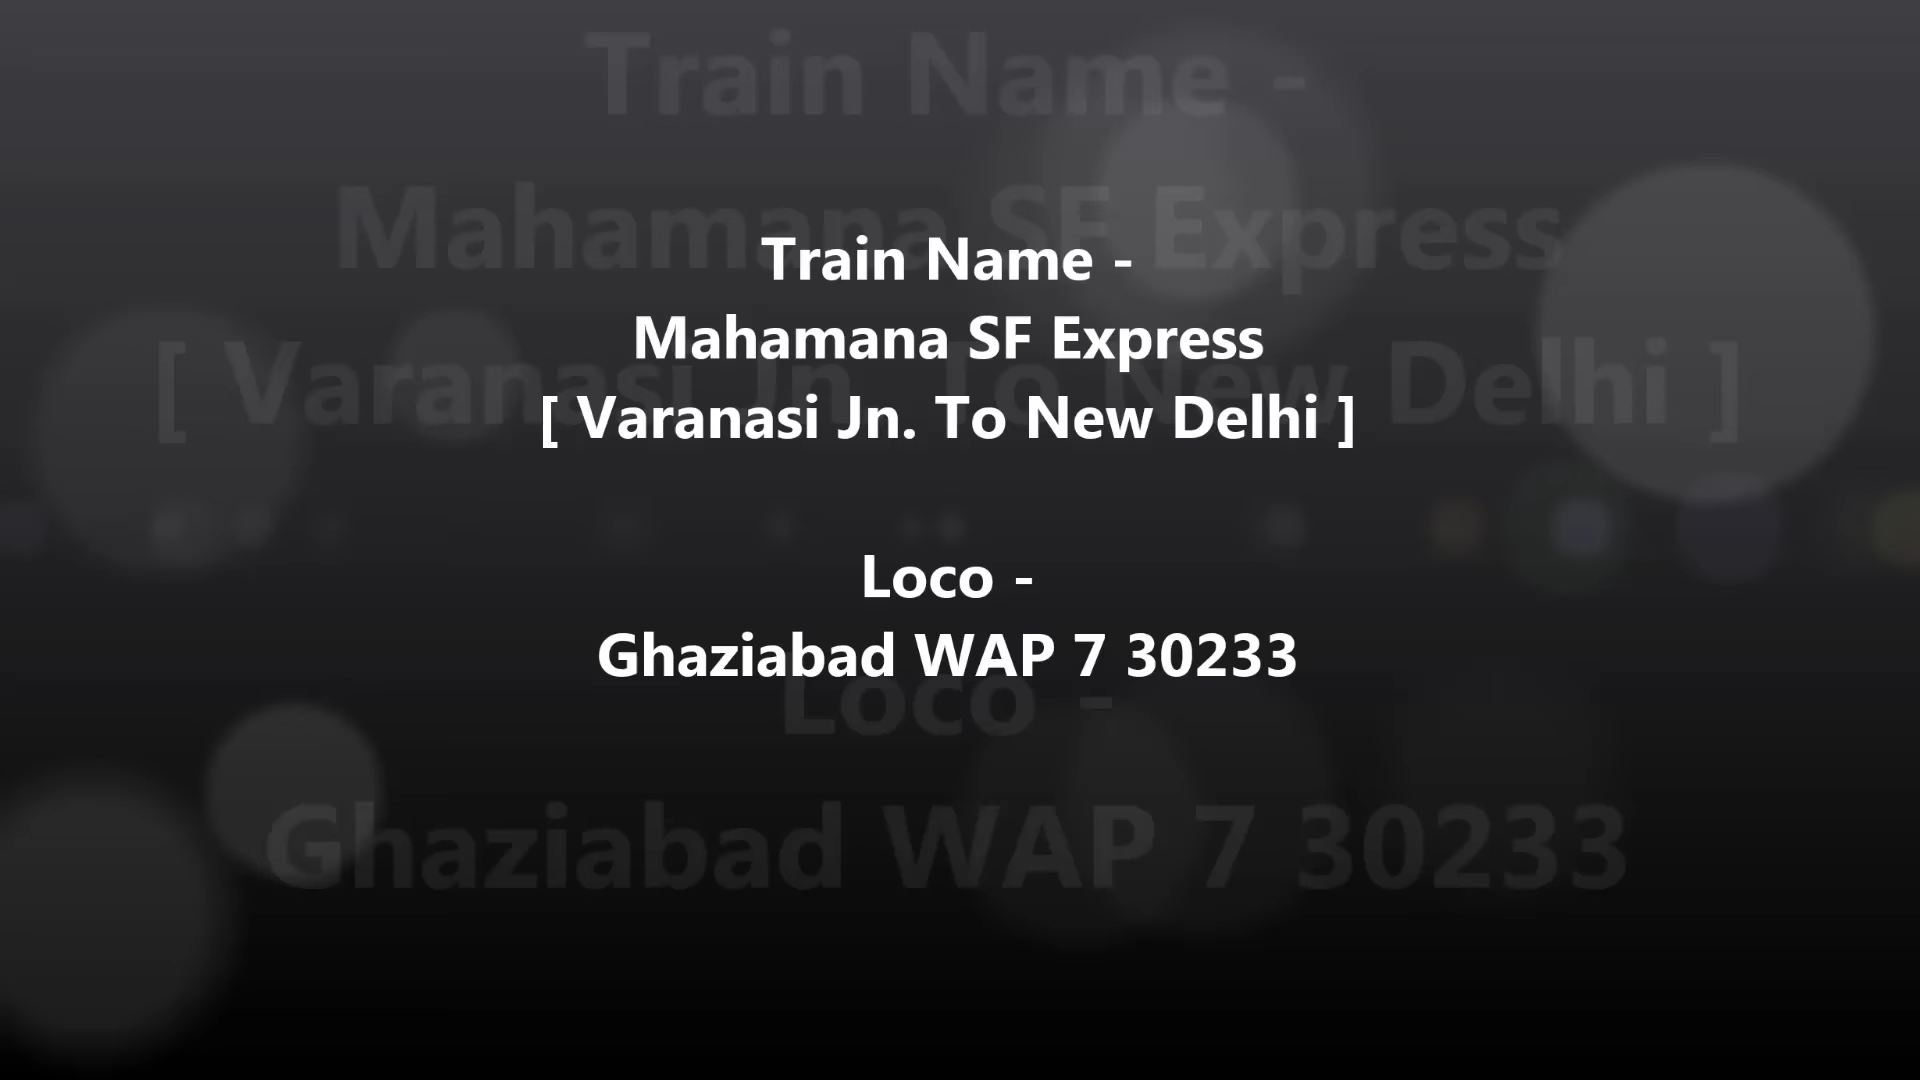 Train Name -
Mahamana SF Express
[ Varanasi Jn. To New Delhi ]
Loco -
Ghaziabad WAP 7 30233